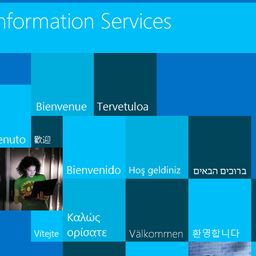 nformation Services
Bienvenue
Tervetuloa
enuto
歡迎
Bienvenido
Hoş geldiniz
ברוכים הבאים
Vítejte
Καλώς
ορίσατε
Välkommen
환영합니다